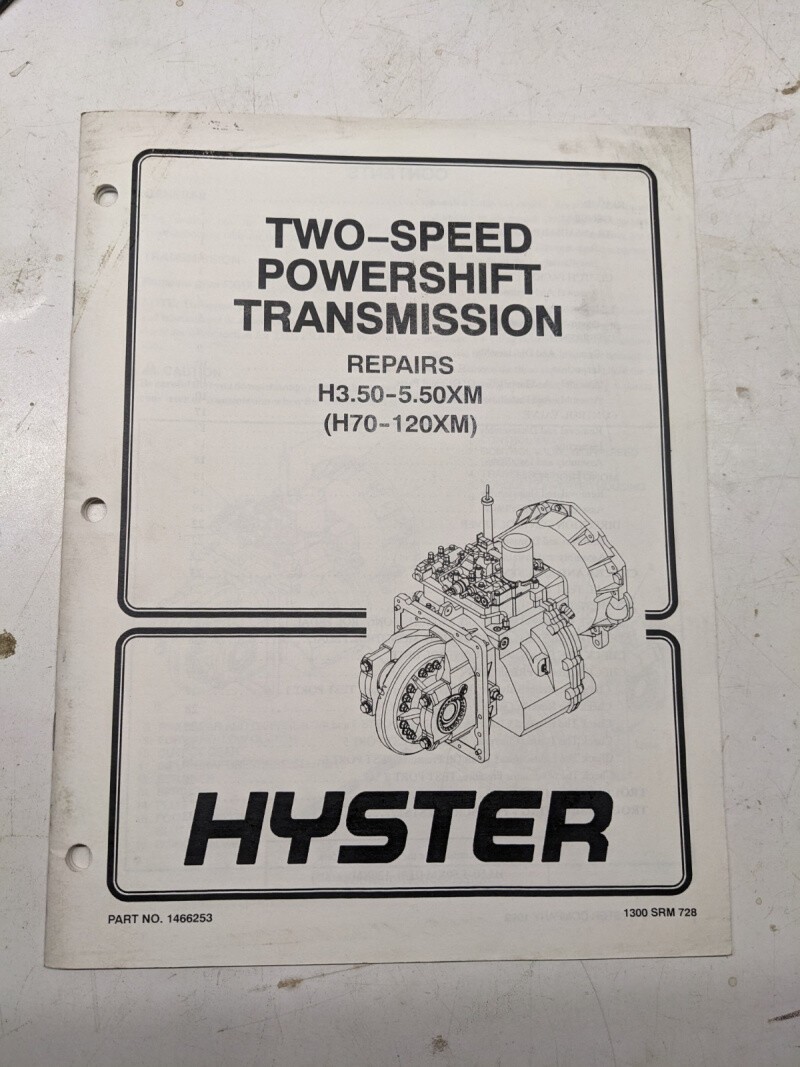 TWO-SPEED
POWERSHIFT
TRANSMISSION
REPAIRS
H3.50-5.50XM
(H70-120XM)
HYSTER
PART NO. 1466253
1300 SRM 728